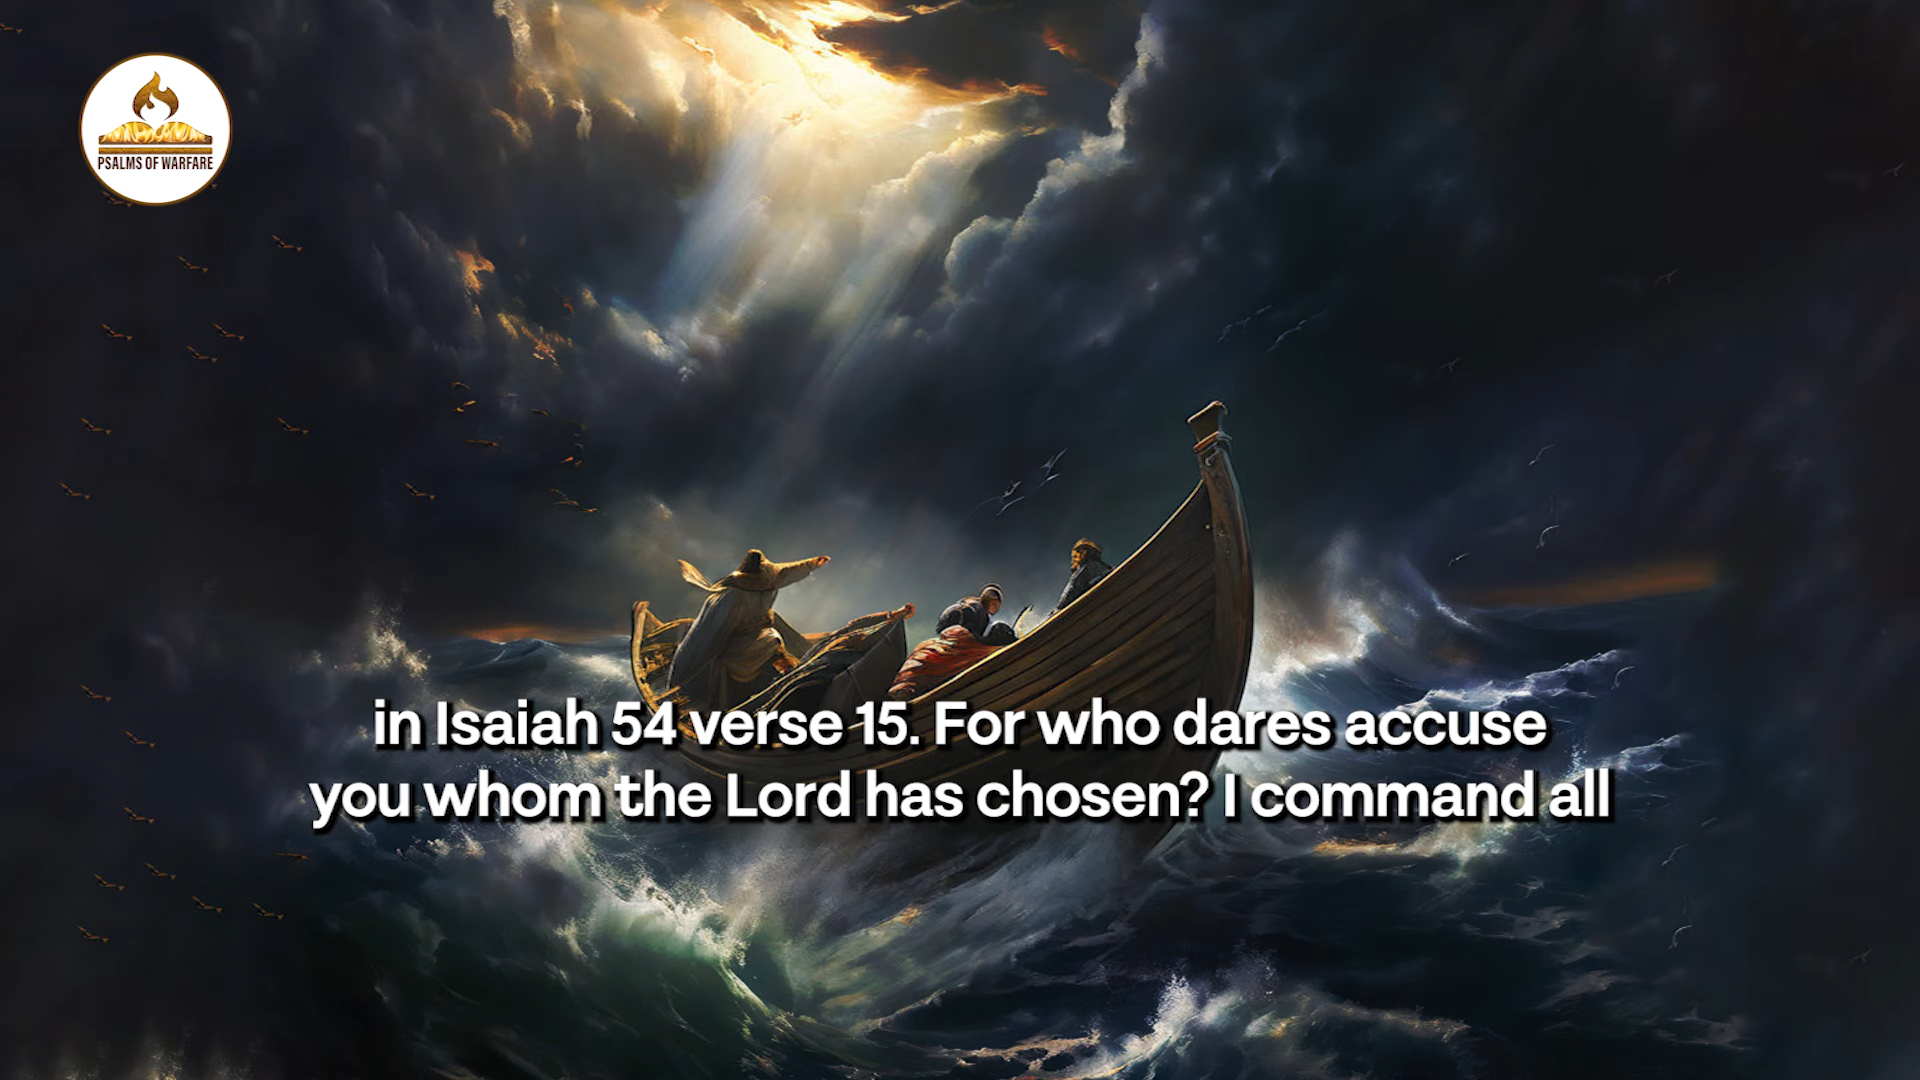 PSALMS OF WARFARE
in Isaiah 54 verse 15. For who dares accuse
you whom the Lord has chosen? I command all